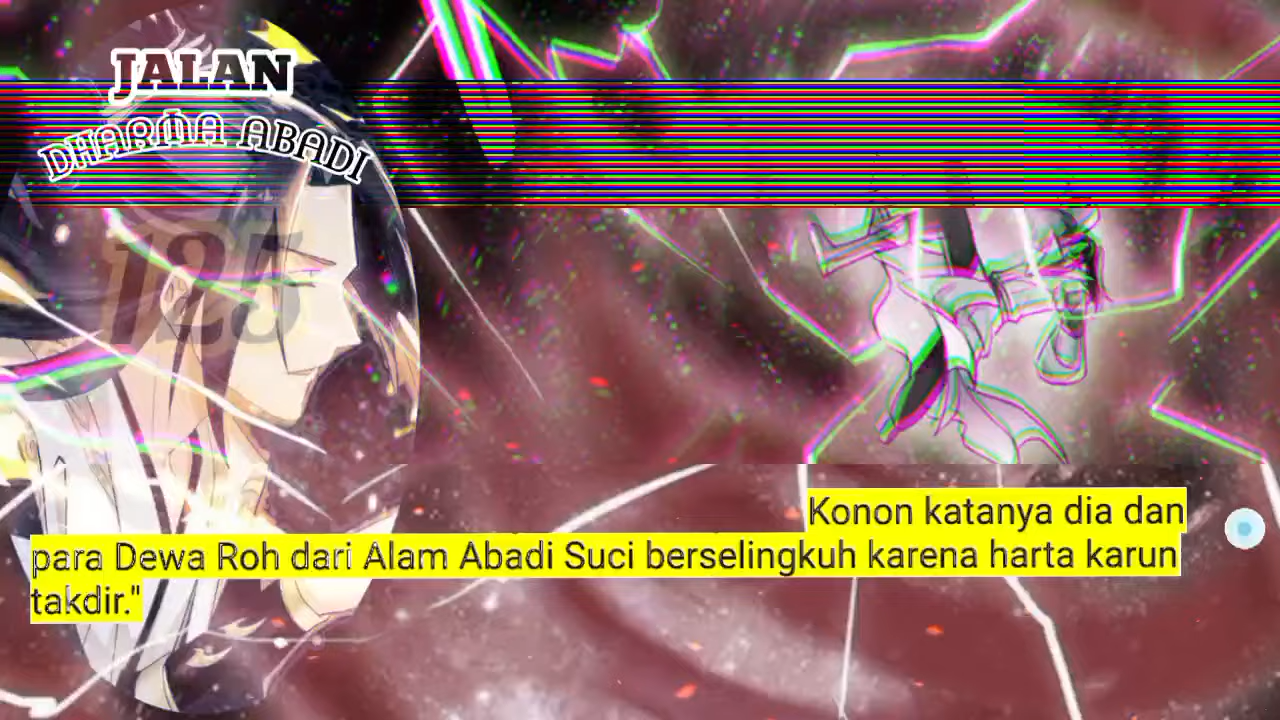 JALAN
DHARMA ABADI
125
Konon katanya dia dan
para Dewa Roh dari Alam Abadi Suci berselingkuh karena harta karun
takdir."